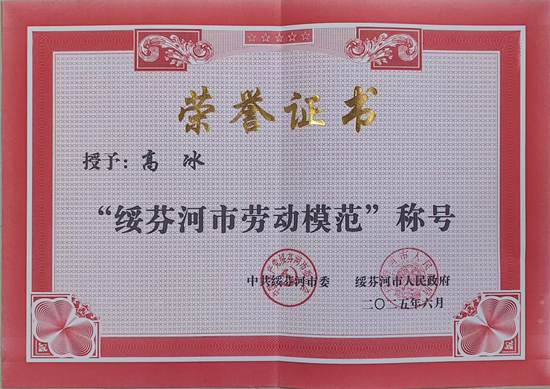 荣誉证书
授予：高 冰
“绥芬河市劳动模范”称号
中共绥芬河市委 绥芬河市人民政府
二〇二五年六月